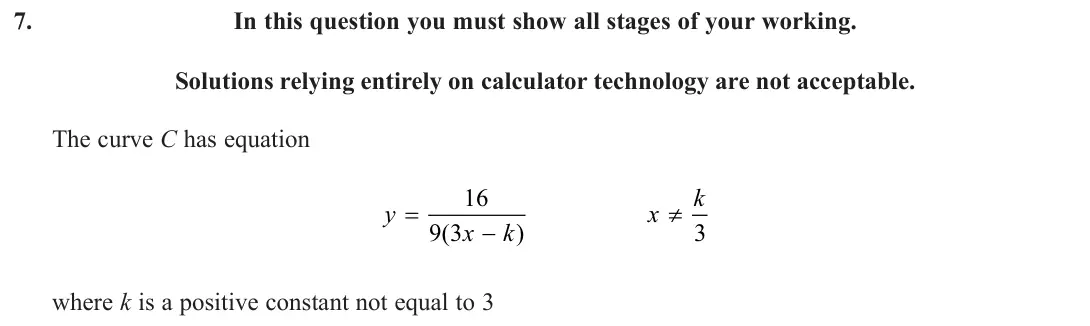 7. In this question you must show all stages of your working.
Solutions relying entirely on calculator technology are not acceptable.
The curve C has equation
y = 16 / 9(3x − k)    x ≠ k/3
where k is a positive constant not equal to 3